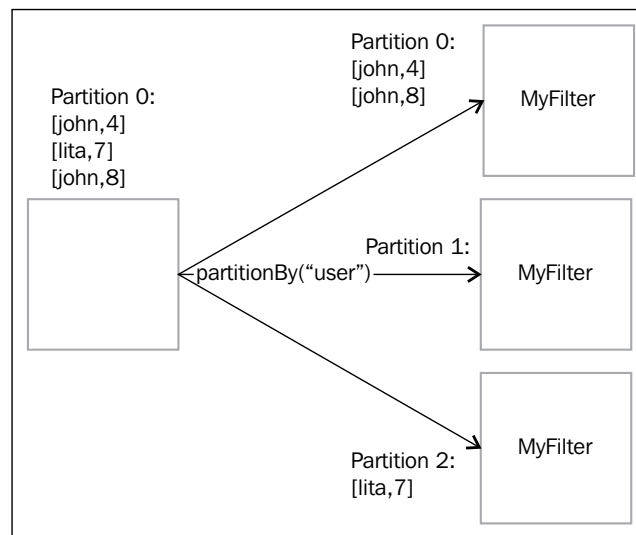 Partition 0:
[john,4]
[lita,7]
[john,8]
Partition 0:
[john,4]
[john,8]
MyFilter
partitionBy(“user”)
Partition 1:
MyFilter
Partition 2:
[lita,7]
MyFilter